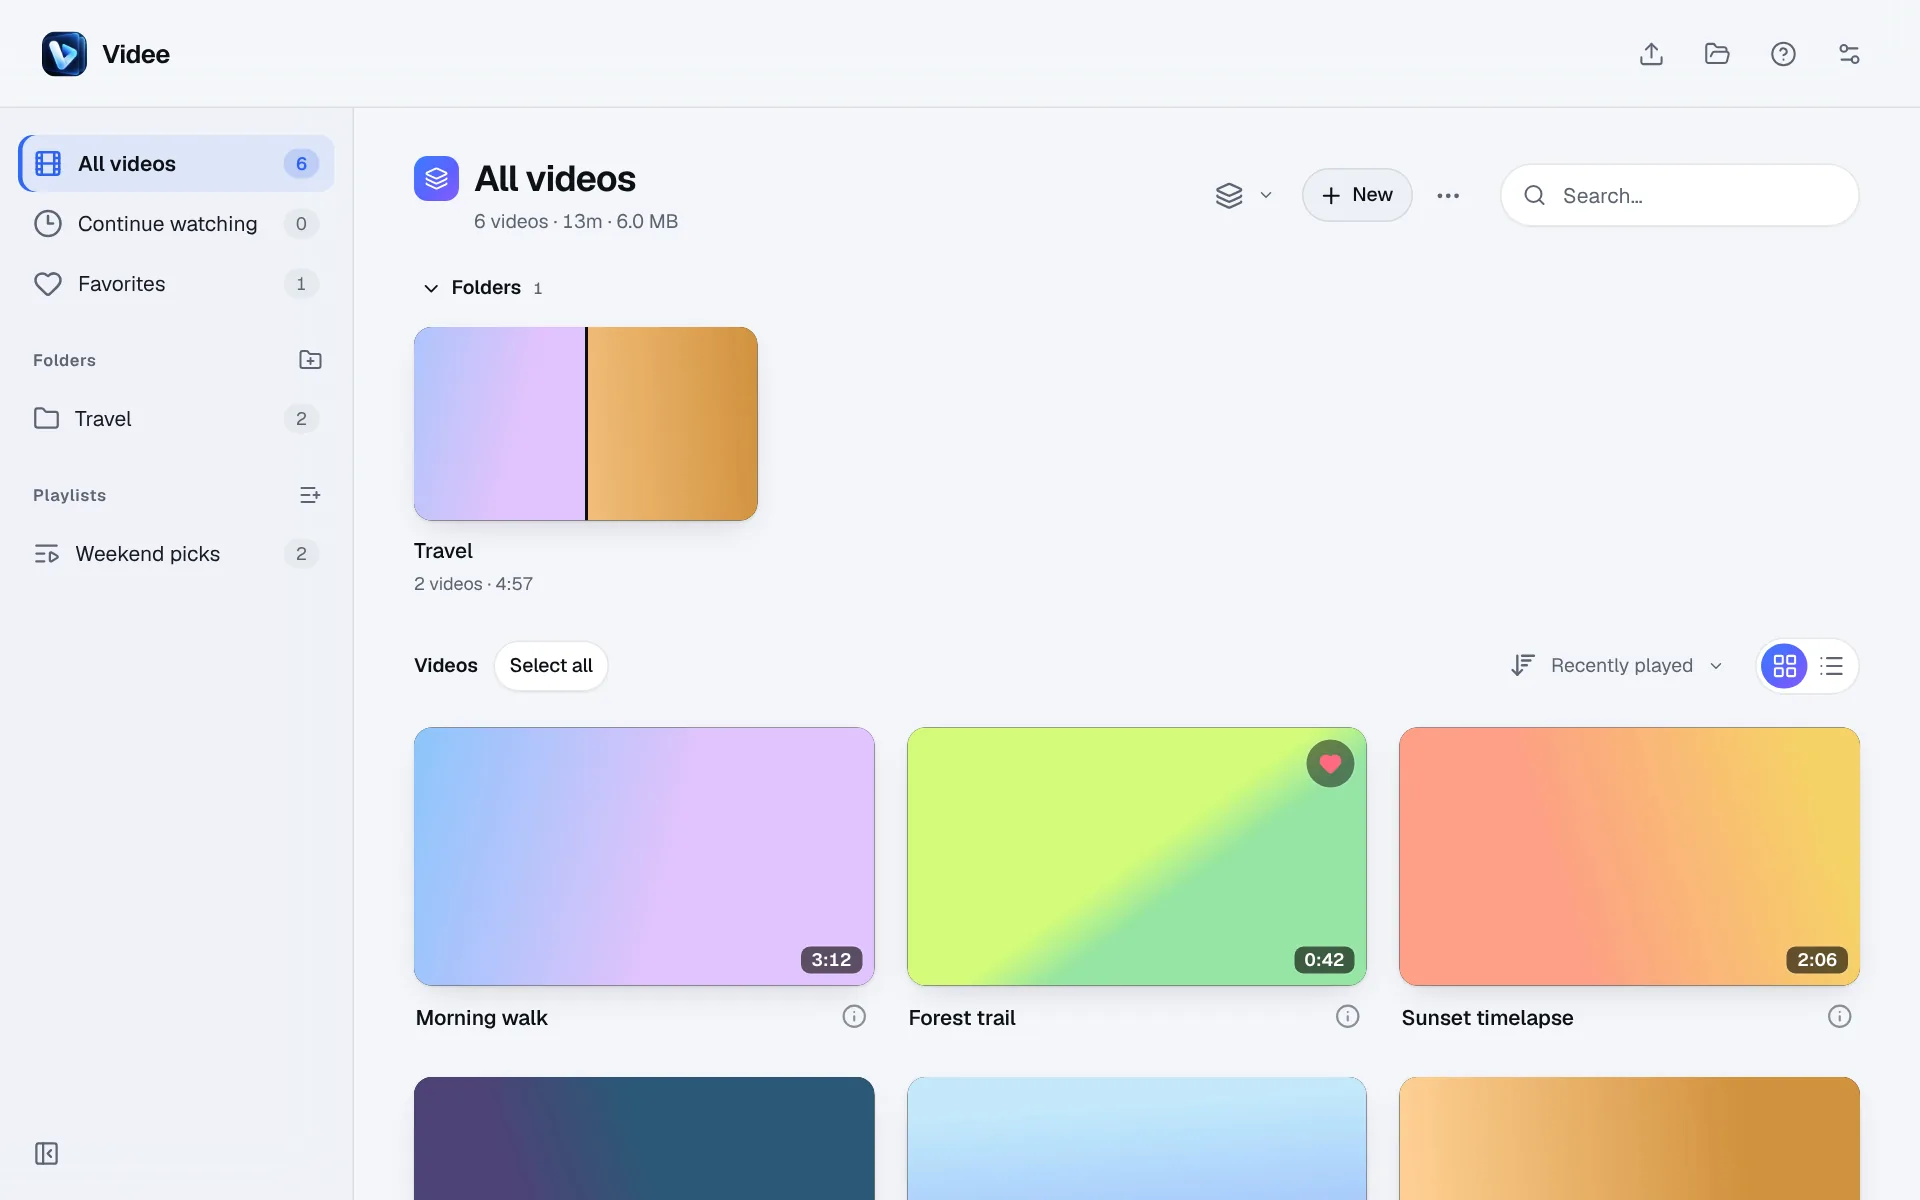 Videe
All videos 6
Continue watching 0
Favorites 1
Folders
Travel 2
Playlists
Weekend picks 2
All videos
6 videos · 13m · 6.0 MB
New
Search...
Folders 1
Travel
2 videos · 4:57
Videos
Select all
Recently played
3:12
0:42
2:06
Morning walk
Forest trail
Sunset timelapse